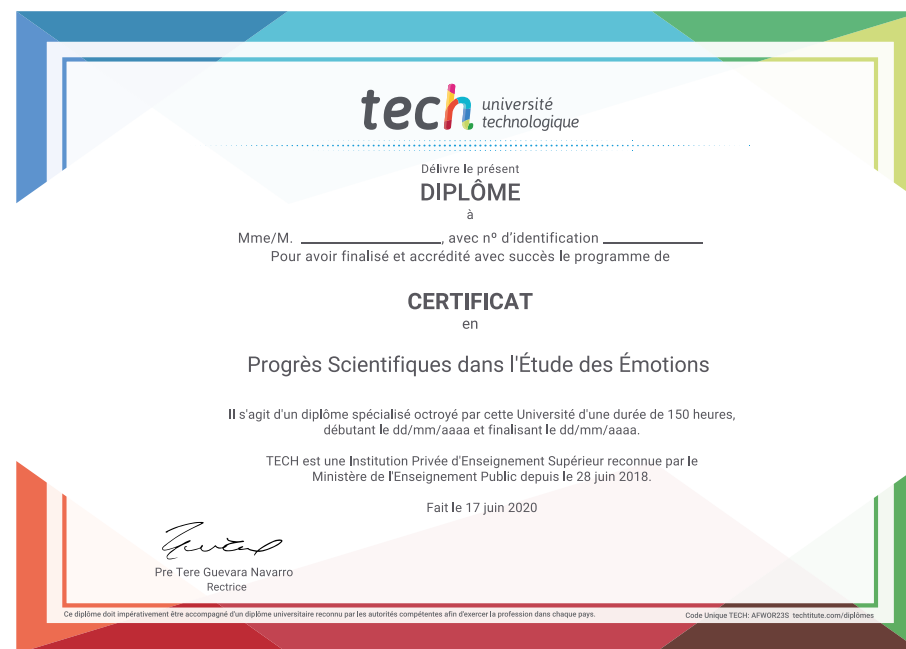 tech université
technologique
Délivre le présent
DIPLÔME
à
Mme/M. ____________________, avec nº d'identification ______________
Pour avoir finalisé et accrédité avec succès le programme de
CERTIFICAT
en
Progrès Scientifiques dans l'Étude des Émotions
Il s'agit d'un diplôme spécialisé octroyé par cette Université d'une durée de 150 heures,
débutant le dd/mm/aaaa et finalisant le dd/mm/aaaa.
TECH est une Institution Privée d'Enseignement Supérieur reconnue par le
Ministère de l'Enseignement Public depuis le 28 juin 2018.
Fait le 17 juin 2020
Pre Tere Guevara Navarro
Rectrice
Ce diplôme doit impérativement être accompagné d'un diplôme universitaire reconnu par les autorités compétentes afin d'exercer la profession dans chaque pays.
Code Unique TECH: AFWOR23S techtitute.com/diplômes